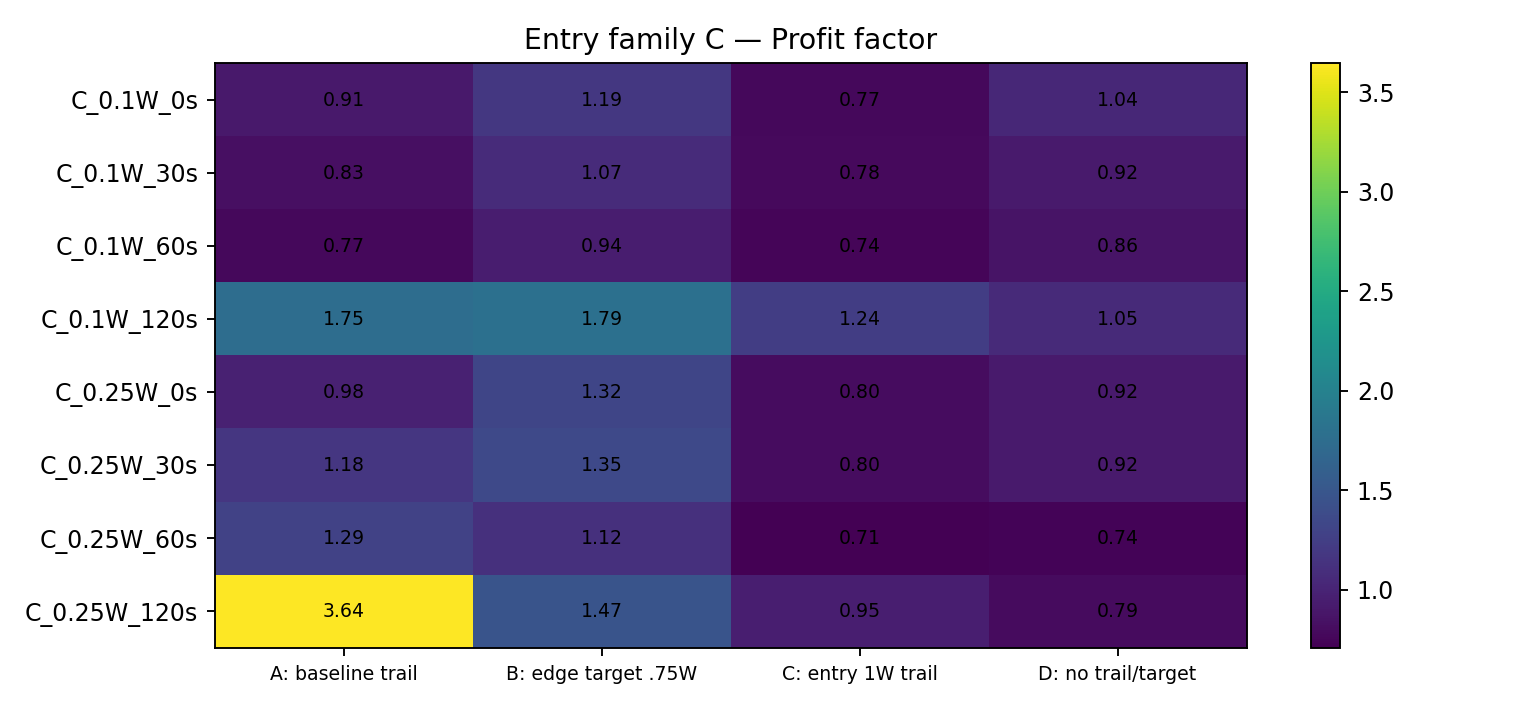 Entry family C — Profit factor
C_0.1W_0s 0.91 1.19 0.77 1.04
C_0.1W_30s 0.83 1.07 0.78 0.92
C_0.1W_60s 0.77 0.94 0.74 0.86
C_0.1W_120s 1.75 1.79 1.24 1.05
C_0.25W_0s 0.98 1.32 0.80 0.92
C_0.25W_30s 1.18 1.35 0.80 0.92
C_0.25W_60s 1.29 1.12 0.71 0.74
C_0.25W_120s 3.64 1.47 0.95 0.79
A: baseline trail B: edge target .75W C: entry 1W trail D: no trail/target
3.5
3.0
2.5
2.0
1.5
1.0